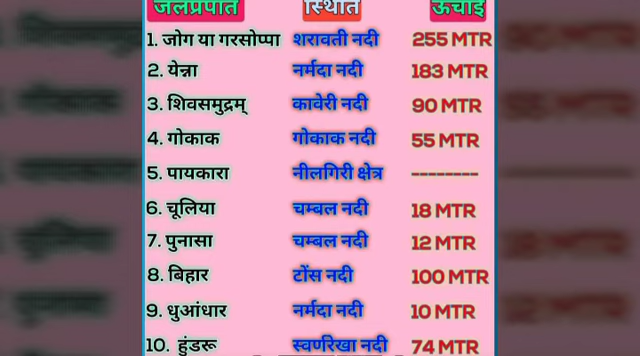 जलप्रपात स्थिति ऊंचाई
1. जोग या गरसोप्पा शरावती नदी 255 MTR
2. येन्ना नर्मदा नदी 183 MTR
3. शिवसमुद्रम् कावेरी नदी 90 MTR
4. गोकाक गोकाक नदी 55 MTR
5. पायकारा नीलगिरी क्षेत्र --------
6. चूलिया चम्बल नदी 18 MTR
7. पुनासा चम्बल नदी 12 MTR
8. बिहार टोंस नदी 100 MTR
9. धुआंधार नर्मदा नदी 10 MTR
10. हुंडरू स्वर्णरेखा नदी 74 MTR